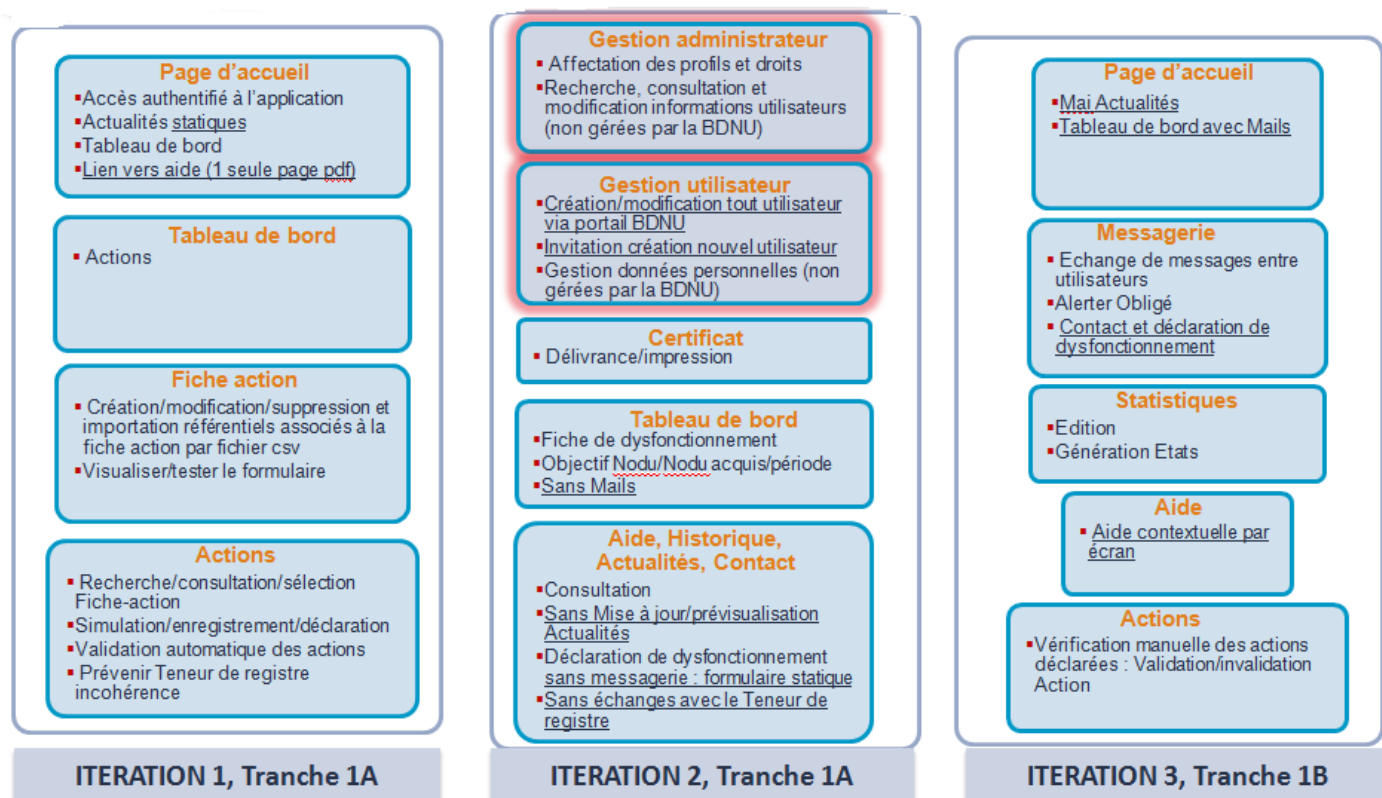 Page d'accueil
▪Accès authentifié à l'application
▪Actualités statiques
▪Tableau de bord
▪Lien vers aide (1 seule page pdf)
Tableau de bord
▪ Actions
Fiche action
▪ Création/modification/suppression et
importation référentiels associés à la
fiche action par fichier csv
▪Visualiser/tester le formulaire
Actions
▪ Recherche/consultation/sélection
Fiche-action
▪Simulation/enregistrement/déclaration
▪Validation automatique des actions
▪ Prévenir Teneur de registre
incohérence
ITERATION 1, Tranche 1A
Gestion administrateur
▪ Affectation des profils et droits
▪Recherche, consultation et
modification informations utilisateurs
(non gérées par la BDNU)
Gestion utilisateur
▪Création/modification tout utilisateur
via portail BDNU
▪Invitation création nouvel utilisateur
▪Gestion données personnelles (non
gérées par la BDNU)
Certificat
▪ Délivrance/impression
Tableau de bord
▪Fiche de dysfonctionnement
▪Objectif Nodu/Nodu acquis/période
▪Sans Mails
Aide, Historique,
Actualités, Contact
▪Consultation
▪Sans Mise à jour/prévisualisation
Actualités
▪Déclaration de dysfonctionnement
sans messagerie : formulaire statique
▪Sans échanges avec le Teneur de
registre
ITERATION 2, Tranche 1A
Page d'accueil
▪Mai Actualités
▪Tableau de bord avec Mails
Messagerie
▪ Echange de messages entre
utilisateurs
▪Alerter Obligé
▪ Contact et déclaration de
dysfonctionnement
Statistiques
▪Edition
▪Génération Etats
Aide
▪ Aide contextuelle par
écran
Actions
▪Vérification manuelle des actions
déclarées : Validation/invalidation
Action
ITERATION 3, Tranche 1B